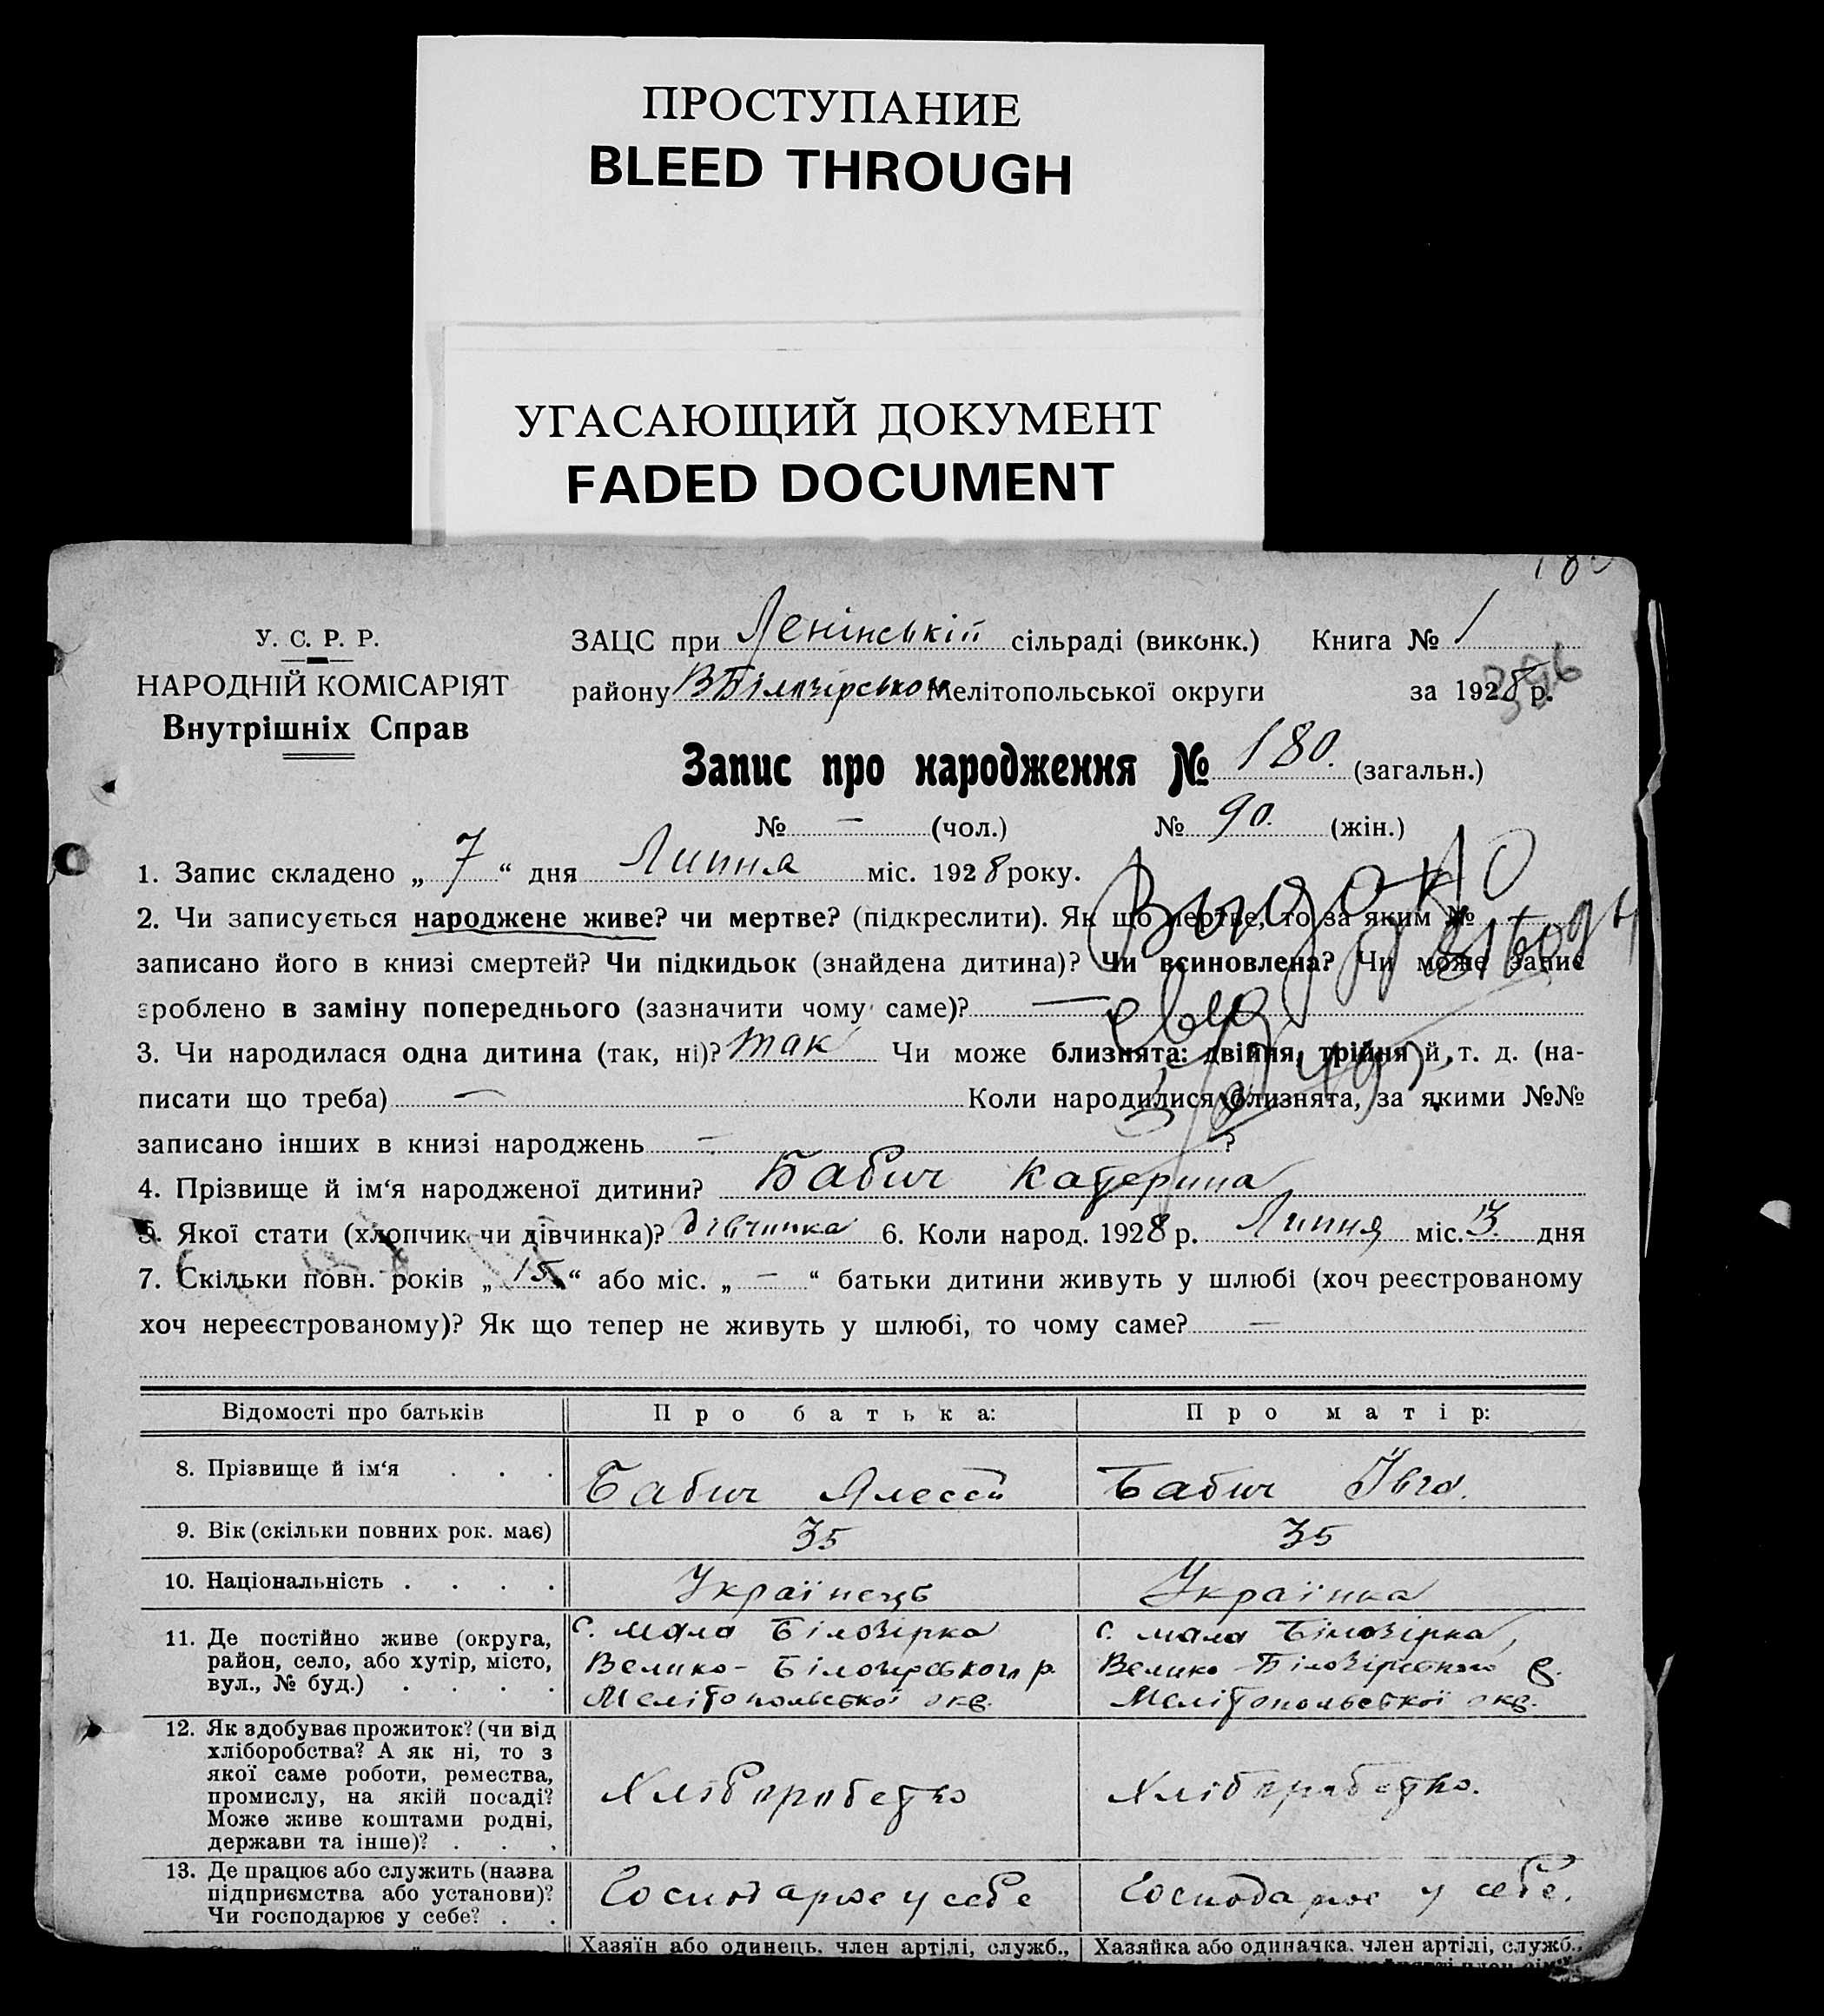 ПРОСТУПАНИЕ
BLEED THROUGH
УГАСАЮЩИЙ ДОКУМЕНТ
FADED DOCUMENT
У. С. Р. Р.
НАРОДНІЙ КОМІСАРІЯТ
Внутрішніх Справ
ЗАЦС при Ленінській сільраді (виконк.) Книга № 1
району ВБілозірськом Мелітопольської округи за 1928 р.
Запис про народження № 180. (загальн.)
№ — (чол.) № 90. (жін.)
1. Запис складено „ 7 “ дня Липня міс. 1928 року.
2. Чи записується народжене живе? чи мертве? (підкреслити). Як що мертве, то за яким №
записано його в книзі смертей? Чи підкидьок (знайдена дитина)? Чи всиновлена? Чи може запис
зроблено в заміну попереднього (зазначити чому саме)? —
3. Чи народилася одна дитина (так, ні)? так Чи може близнята: двійня, трійня й т. д. (на-
писати що треба) — Коли народилися близнята, за якими №№
записано інших в книзі народжень — ?
4. Прізвище й ім‘я народженої дитини? Бабич Катерина
5. Якої стати (хлопчик чи дівчинка)? дівчинка 6. Коли народ. 1928 р. Липня міс. 3. дня
7. Скільки повн. років „ 15 “ або міс. „ — “ батьки дитини живуть у шлюбі (хоч реєстрованому
хоч нереєстрованому)? Як що тепер не живуть у шлюбі, то чому саме? —
Відомості про батьків
Про батька:
Про матір:
8. Прізвище й ім‘я . . .
Бабич
Бабич Івга.
9. Вік (скільки повних рок. має)
35
35
10. Національність . . . .
Українець
Українка
11. Де постійно живе (округа,
район, село, або хутір, місто,
вул., № буд.) . . . .
с. мала Білозірка
Велико-Білозірського р.
Мелітопольської окр.
с. мала Білозірка,
Велико-Білозірського р.
Мелітопольської окр.
12. Як здобуває прожиток? (чи від
хліборобства? А як ні, то з
якої саме роботи, ремества,
промислу, на якій посаді?
Може живе коштами родні,
держави та інше)? . . .
Хліборобство
Хліборобство.
13. Де працює або служить (назва
підприємства або установи)?
Чи господарює у себе? . .
Господарює у себе
Господарює у себе.
Хазяїн або одинець, член артілі, служб.,
Хазяйка або одиначка, член артілі, служб.,